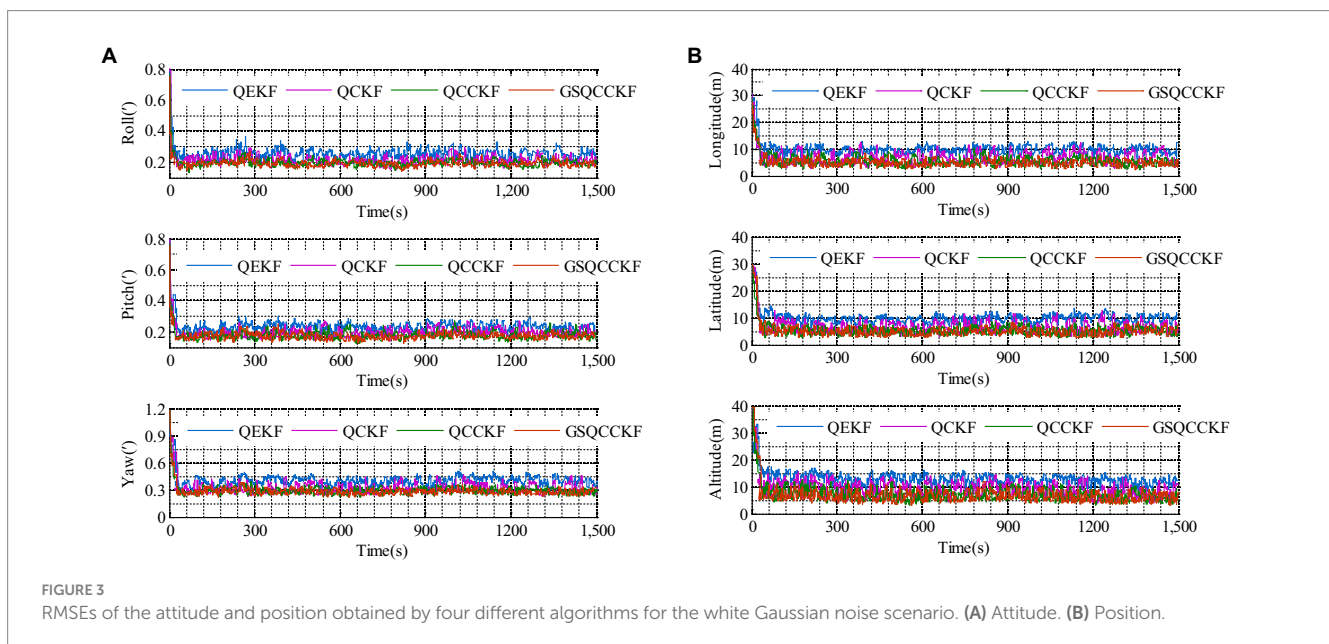 A
0.8
0.6
0.4
0.2
Roll(′)
QEKF QCKF QCCKF GSQCCKF
0 300 600 900 1,200 1,500
Time(s)
0.8
0.6
0.4
0.2
Pitch(′)
QEKF QCKF QCCKF GSQCCKF
0 300 600 900 1,200 1,500
Time(s)
1.2
0.9
0.6
0.3
0
Yaw(′)
QEKF QCKF QCCKF GSQCCKF
0 300 600 900 1,200 1,500
Time(s)
B
40
30
20
10
0
Longitude(m)
QEKF QCKF QCCKF GSQCCKF
0 300 600 900 1200 1,500
Time(s)
40
30
20
10
0
Latitude(m)
QEKF QCKF QCCKF GSQCCKF
0 300 600 900 1200 1,500
Time(s)
40
30
20
10
0
Altitude(m)
QEKF QCKF QCCKF GSQCCKF
0 300 600 900 1200 1,500
Time(s)
FIGURE 3
RMSEs of the attitude and position obtained by four different algorithms for the white Gaussian noise scenario. (A) Attitude. (B) Position.